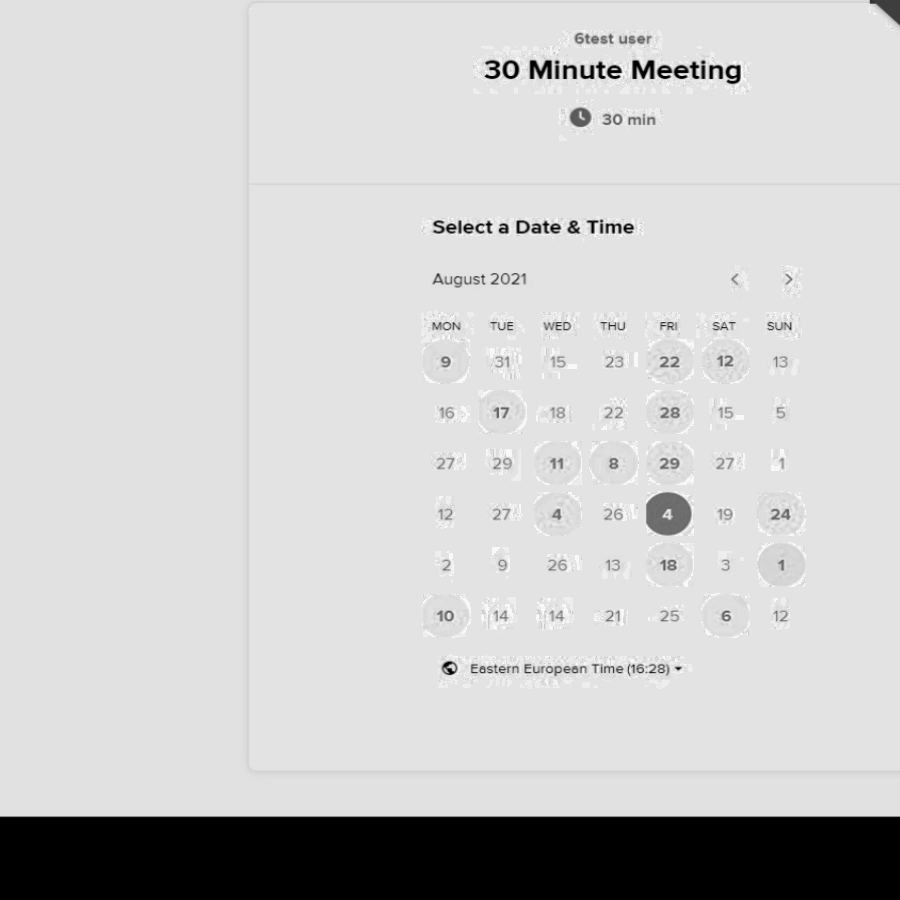 6test user
30 Minute Meeting
30 min
Select a Date & Time
August 2021
MON TUE WED THU FRI SAT SUN
9 31 15 23 22 12 13
16 17 18 22 28 15 5
27 29 11 8 29 27 1
12 27 4 26 4 19 24
2 9 26 13 18 3 1
10 14 14 21 25 6 12
Eastern European Time (16:28)